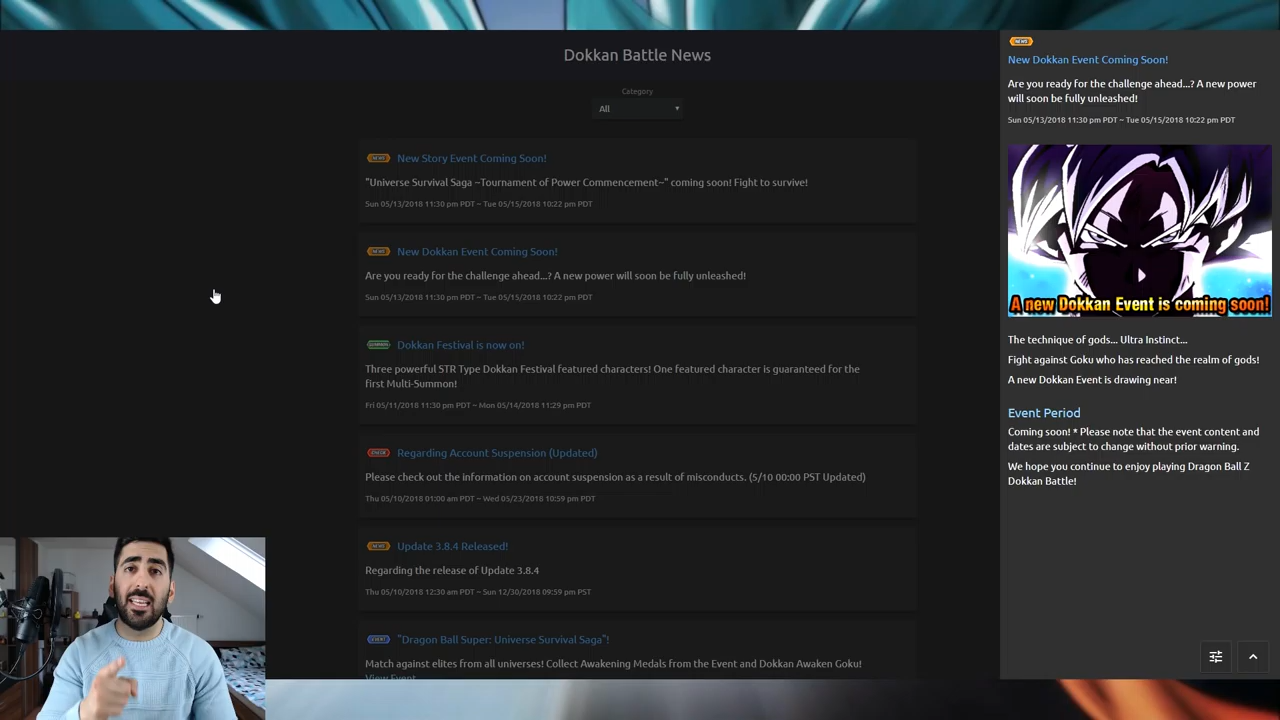 Dokkan Battle News
Category
All
NEWS
New Story Event Coming Soon!
"Universe Survival Saga ~Tournament of Power Commencement~" coming soon! Fight to survive!
Sun 05/13/2018 11:30 pm PDT ~ Tue 05/15/2018 10:22 pm PDT
NEWS
New Dokkan Event Coming Soon!
Are you ready for the challenge ahead...? A new power will soon be fully unleashed!
Sun 05/13/2018 11:30 pm PDT ~ Tue 05/15/2018 10:22 pm PDT
SUMMON
Dokkan Festival is now on!
Three powerful STR Type Dokkan Festival featured characters! One featured character is guaranteed for the
first Multi-Summon!
Fri 05/11/2018 11:30 pm PDT ~ Mon 05/14/2018 11:29 pm PDT
Regarding Account Suspension (Updated)
Please check out the information on account suspension as a result of misconducts. (5/10 00:00 PST Updated)
Thu 05/10/2018 01:00 am PDT ~ Wed 05/23/2018 10:59 pm PDT
NEWS
Update 3.8.4 Released!
Regarding the release of Update 3.8.4
Thu 05/10/2018 12:30 am PDT ~ Sun 12/30/2018 09:59 pm PST
EVENT
"Dragon Ball Super: Universe Survival Saga"!
Match against elites from all universes! Collect Awakening Medals from the Event and Dokkan Awaken Goku!
View Event
NEWS
New Dokkan Event Coming Soon!
Are you ready for the challenge ahead...? A new power
will soon be fully unleashed!
Sun 05/13/2018 11:30 pm PDT ~ Tue 05/15/2018 10:22 pm PDT
A new Dokkan Event is coming soon!
The technique of gods... Ultra Instinct...
Fight against Goku who has reached the realm of gods!
A new Dokkan Event is drawing near!
Event Period
Coming soon! * Please note that the event content and
dates are subject to change without prior warning.
We hope you continue to enjoy playing Dragon Ball Z
Dokkan Battle!